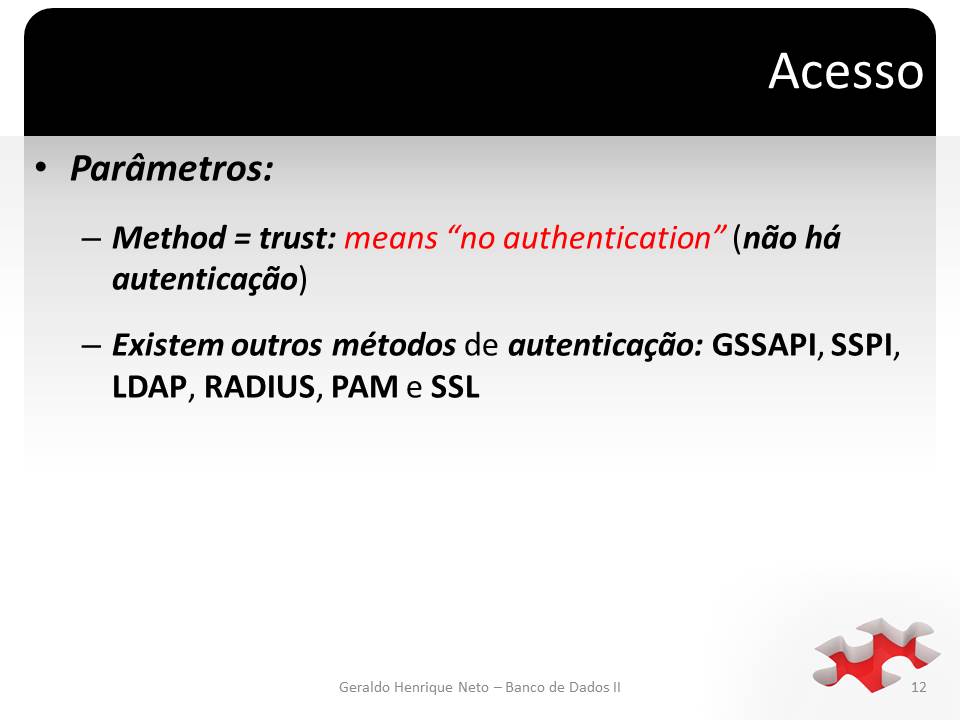 Acesso
• Parâmetros:
– Method = trust: means “no authentication” (não há
autenticação)
– Existem outros métodos de autenticação: GSSAPI, SSPI,
LDAP, RADIUS, PAM e SSL
Geraldo Henrique Neto – Banco de Dados II
12